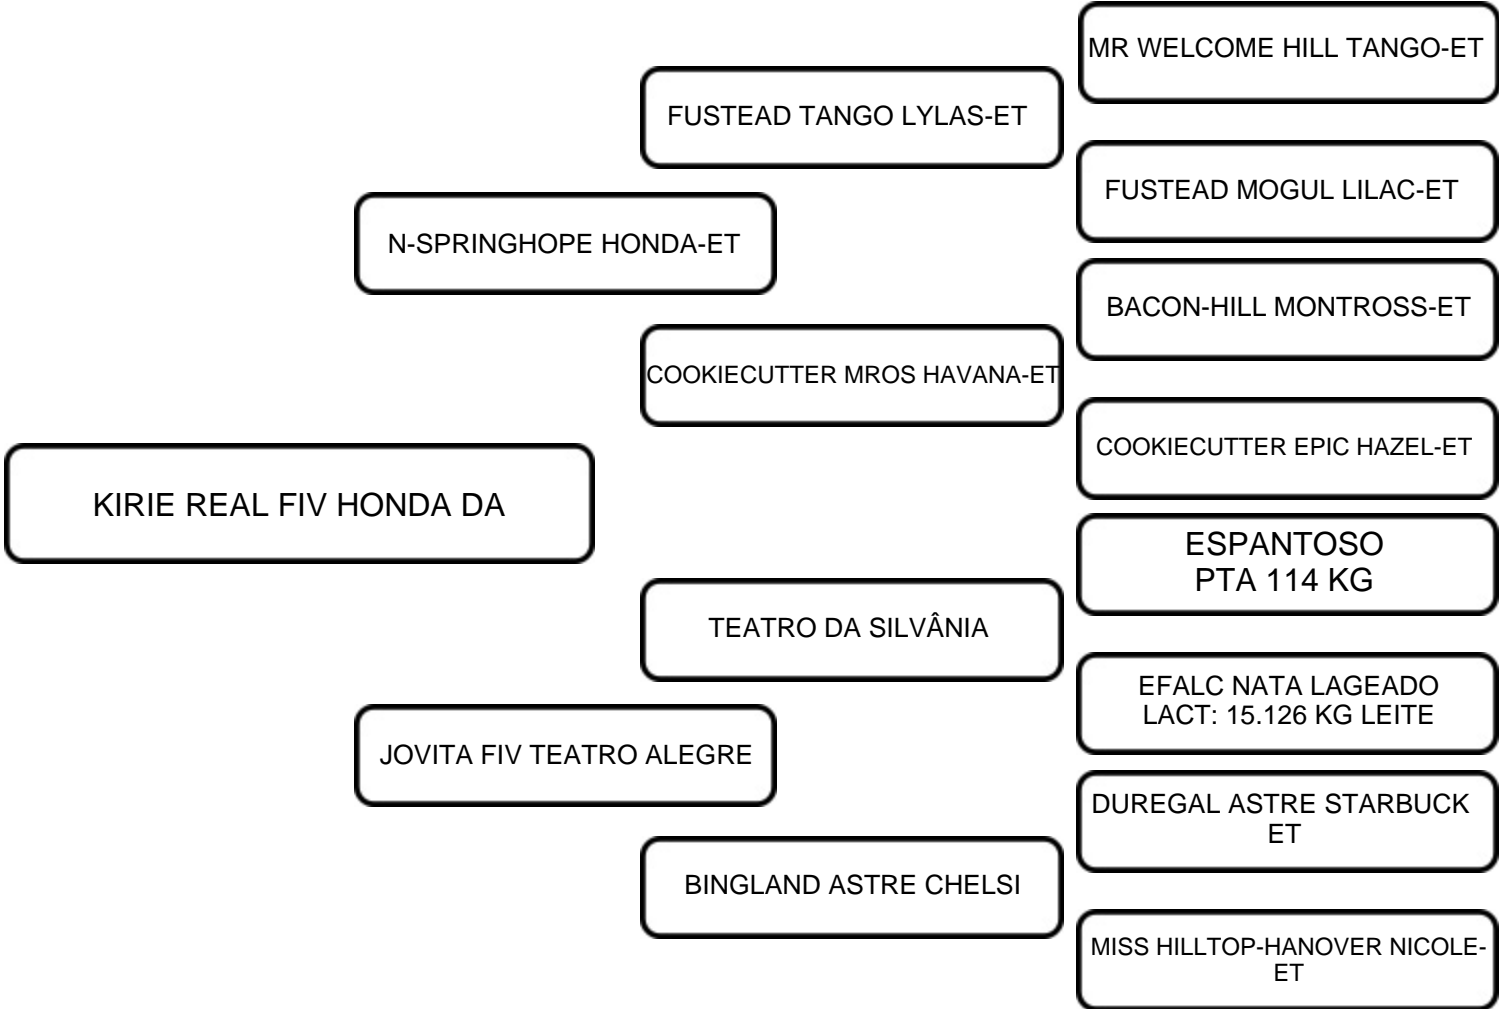 MR WELCOME HILL TANGO-ET
FUSTEAD TANGO LYLAS-ET
FUSTEAD MOGUL LILAC-ET
N-SPRINGHOPE HONDA-ET
BACON-HILL MONTROSS-ET
COOKIECUTTER MROS HAVANA-ET
COOKIECUTTER EPIC HAZEL-ET
KIRIE REAL FIV HONDA DA
ESPANTOSO
PTA 114 KG
TEATRO DA SILVÂNIA
EFALC NATA LAGEADO
LACT: 15.126 KG LEITE
JOVITA FIV TEATRO ALEGRE
DUREGAL ASTRE STARBUCK
ET
BINGLAND ASTRE CHELSI
MISS HILLTOP-HANOVER NICOLE-
ET